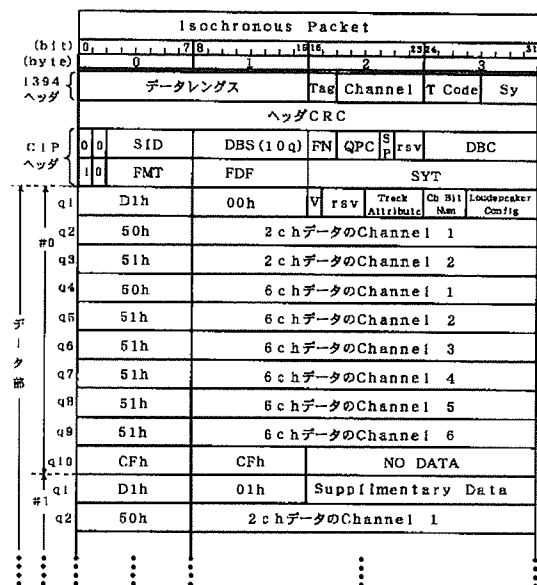 Isochronous Packet
(bit) 0 7 8 15 16 23 24 31
(byte) 0 1 2 3
1394ヘッダ データレングス Tag Channel T Code Sy
ヘッダCRC
CIPヘッダ 0 0 SID DBS(10q) FN QPC SP rsv DBC
1 0 FMT FDF SYT
データ部
#0
q1 D1h 00h V rsv Track Attribute Ch Bit Num Loudspeaker Config
q2 50h 2chデータのChannel 1
q3 51h 2chデータのChannel 2
q4 50h 6chデータのChannel 1
q5 51h 6chデータのChannel 2
q6 51h 6chデータのChannel 3
q7 51h 6chデータのChannel 4
q8 51h 6chデータのChannel 5
q9 51h 6chデータのChannel 6
q10 CFh CFh NO DATA
#1
q1 D1h 01h Supplimentary Data
q2 50h 2chデータのChannel 1